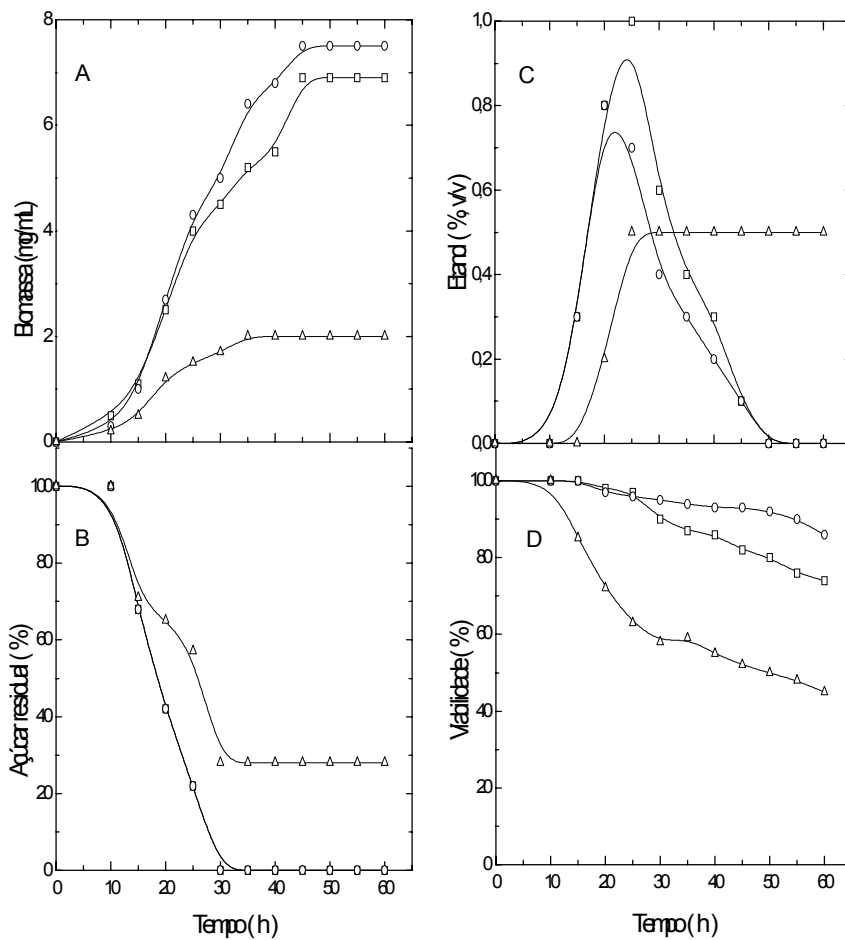 A
Biomassa (mg/mL)
8
6
4
2
0
B
Açúcar residual (%)
100
80
60
40
20
0
0 10 20 30 40 50 60
Tempo (h)
C
Etanol (%, v/v)
1,0
0,8
0,6
0,4
0,2
0,0
D
Viabilidade (%)
100
80
60
40
20
0
0 10 20 30 40 50 60
Tempo (h)